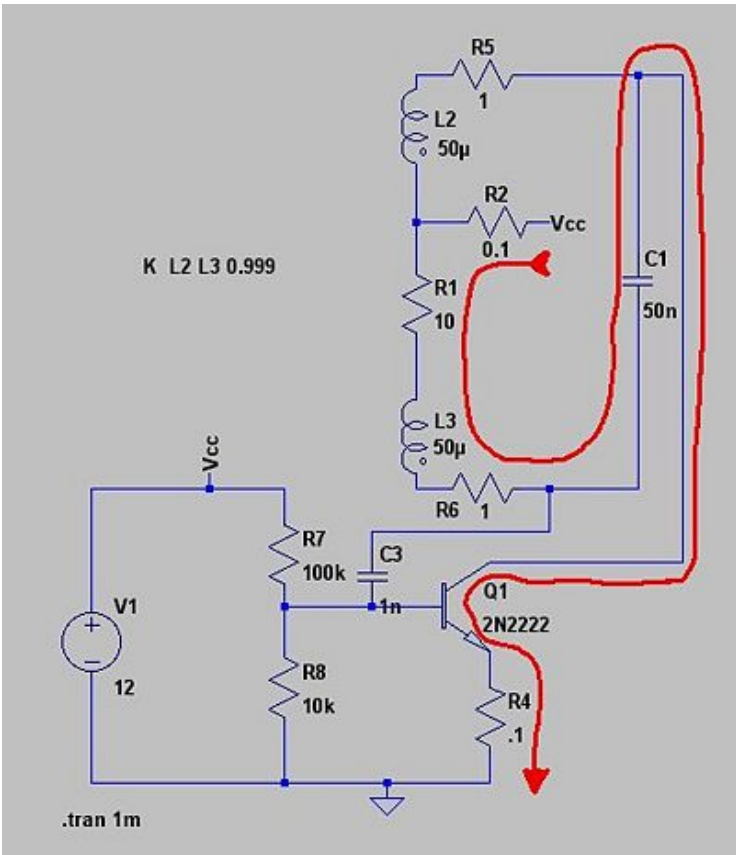 R5
1
L2
50µ
R2
Vcc
0.1
K L2 L3 0.999
C1
50n
R1
10
L3
50µ
Vcc
R6 1
R7
100k
C3
1n
V1
12
Q1
2N2222
R8
10k
R4
.1
.tran 1m